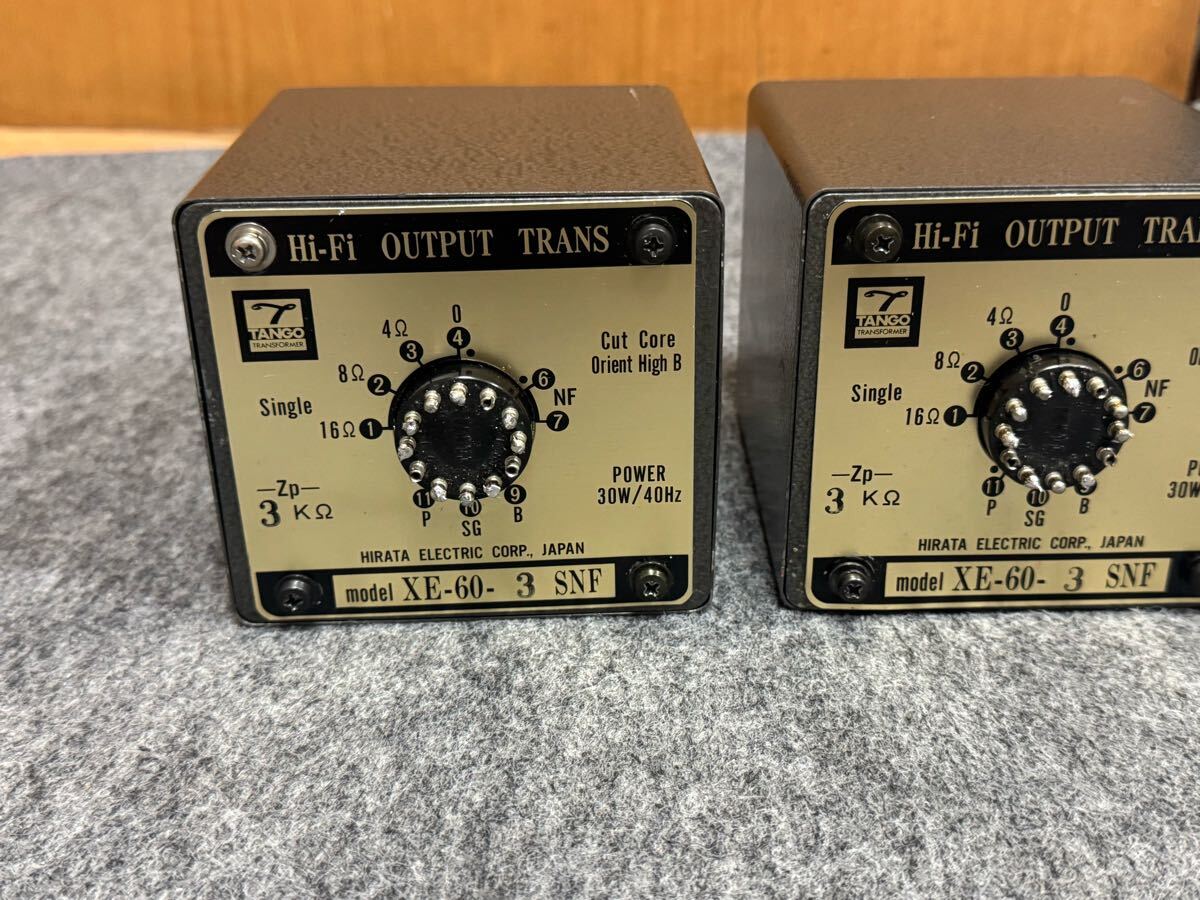 Hi-Fi OUTPUT TRANS
TANGO
TRANSFORMER
0
4Ω
8Ω
16Ω
4
3
2
1
6
7
NF
Cut Core
Orient High B
Single
Zp
3 KΩ
POWER
30W/40Hz
11
10
9
P
SG
B
HIRATA ELECTRIC CORP., JAPAN
model XE-60-3 SNF
Hi-Fi OUTPUT
TANGO
TRANSFORMER
0
4Ω
8Ω
16Ω
4
3
2
1
6
7
NF
Single
Zp
3 KΩ
30W
11
10
P
SG
B
HIRATA ELECTRIC CORP., JAPAN
model XE-60-3 SNF